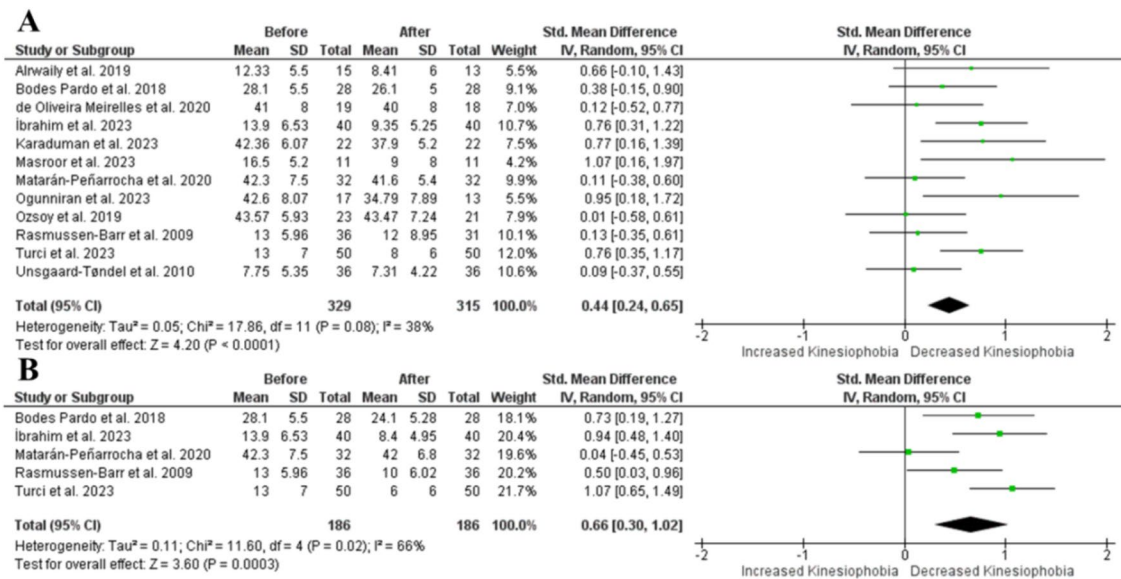 A
Before After Std. Mean Difference Std. Mean Difference
Study or Subgroup Mean SD Total Mean SD Total Weight IV, Random, 95% CI IV, Random, 95% CI
Alrwaily et al. 2019 12.33 5.5 15 8.41 6 13 5.5% 0.66 [-0.10, 1.43]
Bodes Pardo et al. 2018 28.1 5.5 28 26.1 5 28 9.1% 0.38 [-0.15, 0.90]
de Oliveira Meirelles et al. 2020 41 8 19 40 8 18 7.0% 0.12 [-0.52, 0.77]
İbrahim et al. 2023 13.9 6.53 40 9.35 5.25 40 10.7% 0.76 [0.31, 1.22]
Karaduman et al. 2023 42.36 6.07 22 37.9 5.2 22 7.5% 0.77 [0.16, 1.39]
Masroor et al. 2023 16.5 5.2 11 9 8 11 4.2% 1.07 [0.16, 1.97]
Matarán-Peñarrocha et al. 2020 42.3 7.5 32 41.6 5.4 32 9.9% 0.11 [-0.38, 0.60]
Ogunniran et al. 2023 42.6 8.07 17 34.79 7.89 13 5.5% 0.95 [0.18, 1.72]
Ozsoy et al. 2019 43.57 5.93 23 43.47 7.24 21 7.9% 0.01 [-0.58, 0.61]
Rasmussen-Barr et al. 2009 13 5.96 36 12 8.95 31 10.1% 0.13 [-0.35, 0.61]
Turci et al. 2023 13 7 50 8 6 50 12.0% 0.76 [0.35, 1.17]
Unsgaard-Tøndel et al. 2010 7.75 5.35 36 7.31 4.22 36 10.6% 0.09 [-0.37, 0.55]
Total (95% CI) 329 315 100.0% 0.44 [0.24, 0.65]
Heterogeneity: Tau² = 0.05; Chi² = 17.86, df = 11 (P = 0.08); I² = 38%
Test for overall effect: Z = 4.20 (P < 0.0001)
-2 -1 0 1 2
Increased Kinesiophobia Decreased Kinesiophobia
B
Before After Std. Mean Difference Std. Mean Difference
Study or Subgroup Mean SD Total Mean SD Total Weight IV, Random, 95% CI IV, Random, 95% CI
Bodes Pardo et al. 2018 28.1 5.5 28 24.1 5.28 28 18.1% 0.73 [0.19, 1.27]
İbrahim et al. 2023 13.9 6.53 40 8.4 4.95 40 20.4% 0.94 [0.48, 1.40]
Matarán-Peñarrocha et al. 2020 42.3 7.5 32 42 6.8 32 19.6% 0.04 [-0.45, 0.53]
Rasmussen-Barr et al. 2009 13 5.96 36 10 6.02 36 20.2% 0.50 [0.03, 0.96]
Turci et al. 2023 13 7 50 6 6 50 21.7% 1.07 [0.65, 1.49]
Total (95% CI) 186 186 100.0% 0.66 [0.30, 1.02]
Heterogeneity: Tau² = 0.11; Chi² = 11.60, df = 4 (P = 0.02); I² = 66%
Test for overall effect: Z = 3.60 (P = 0.0003)
-2 -1 0 1 2
Increased Kinesiophobia Decreased Kinesiophobia